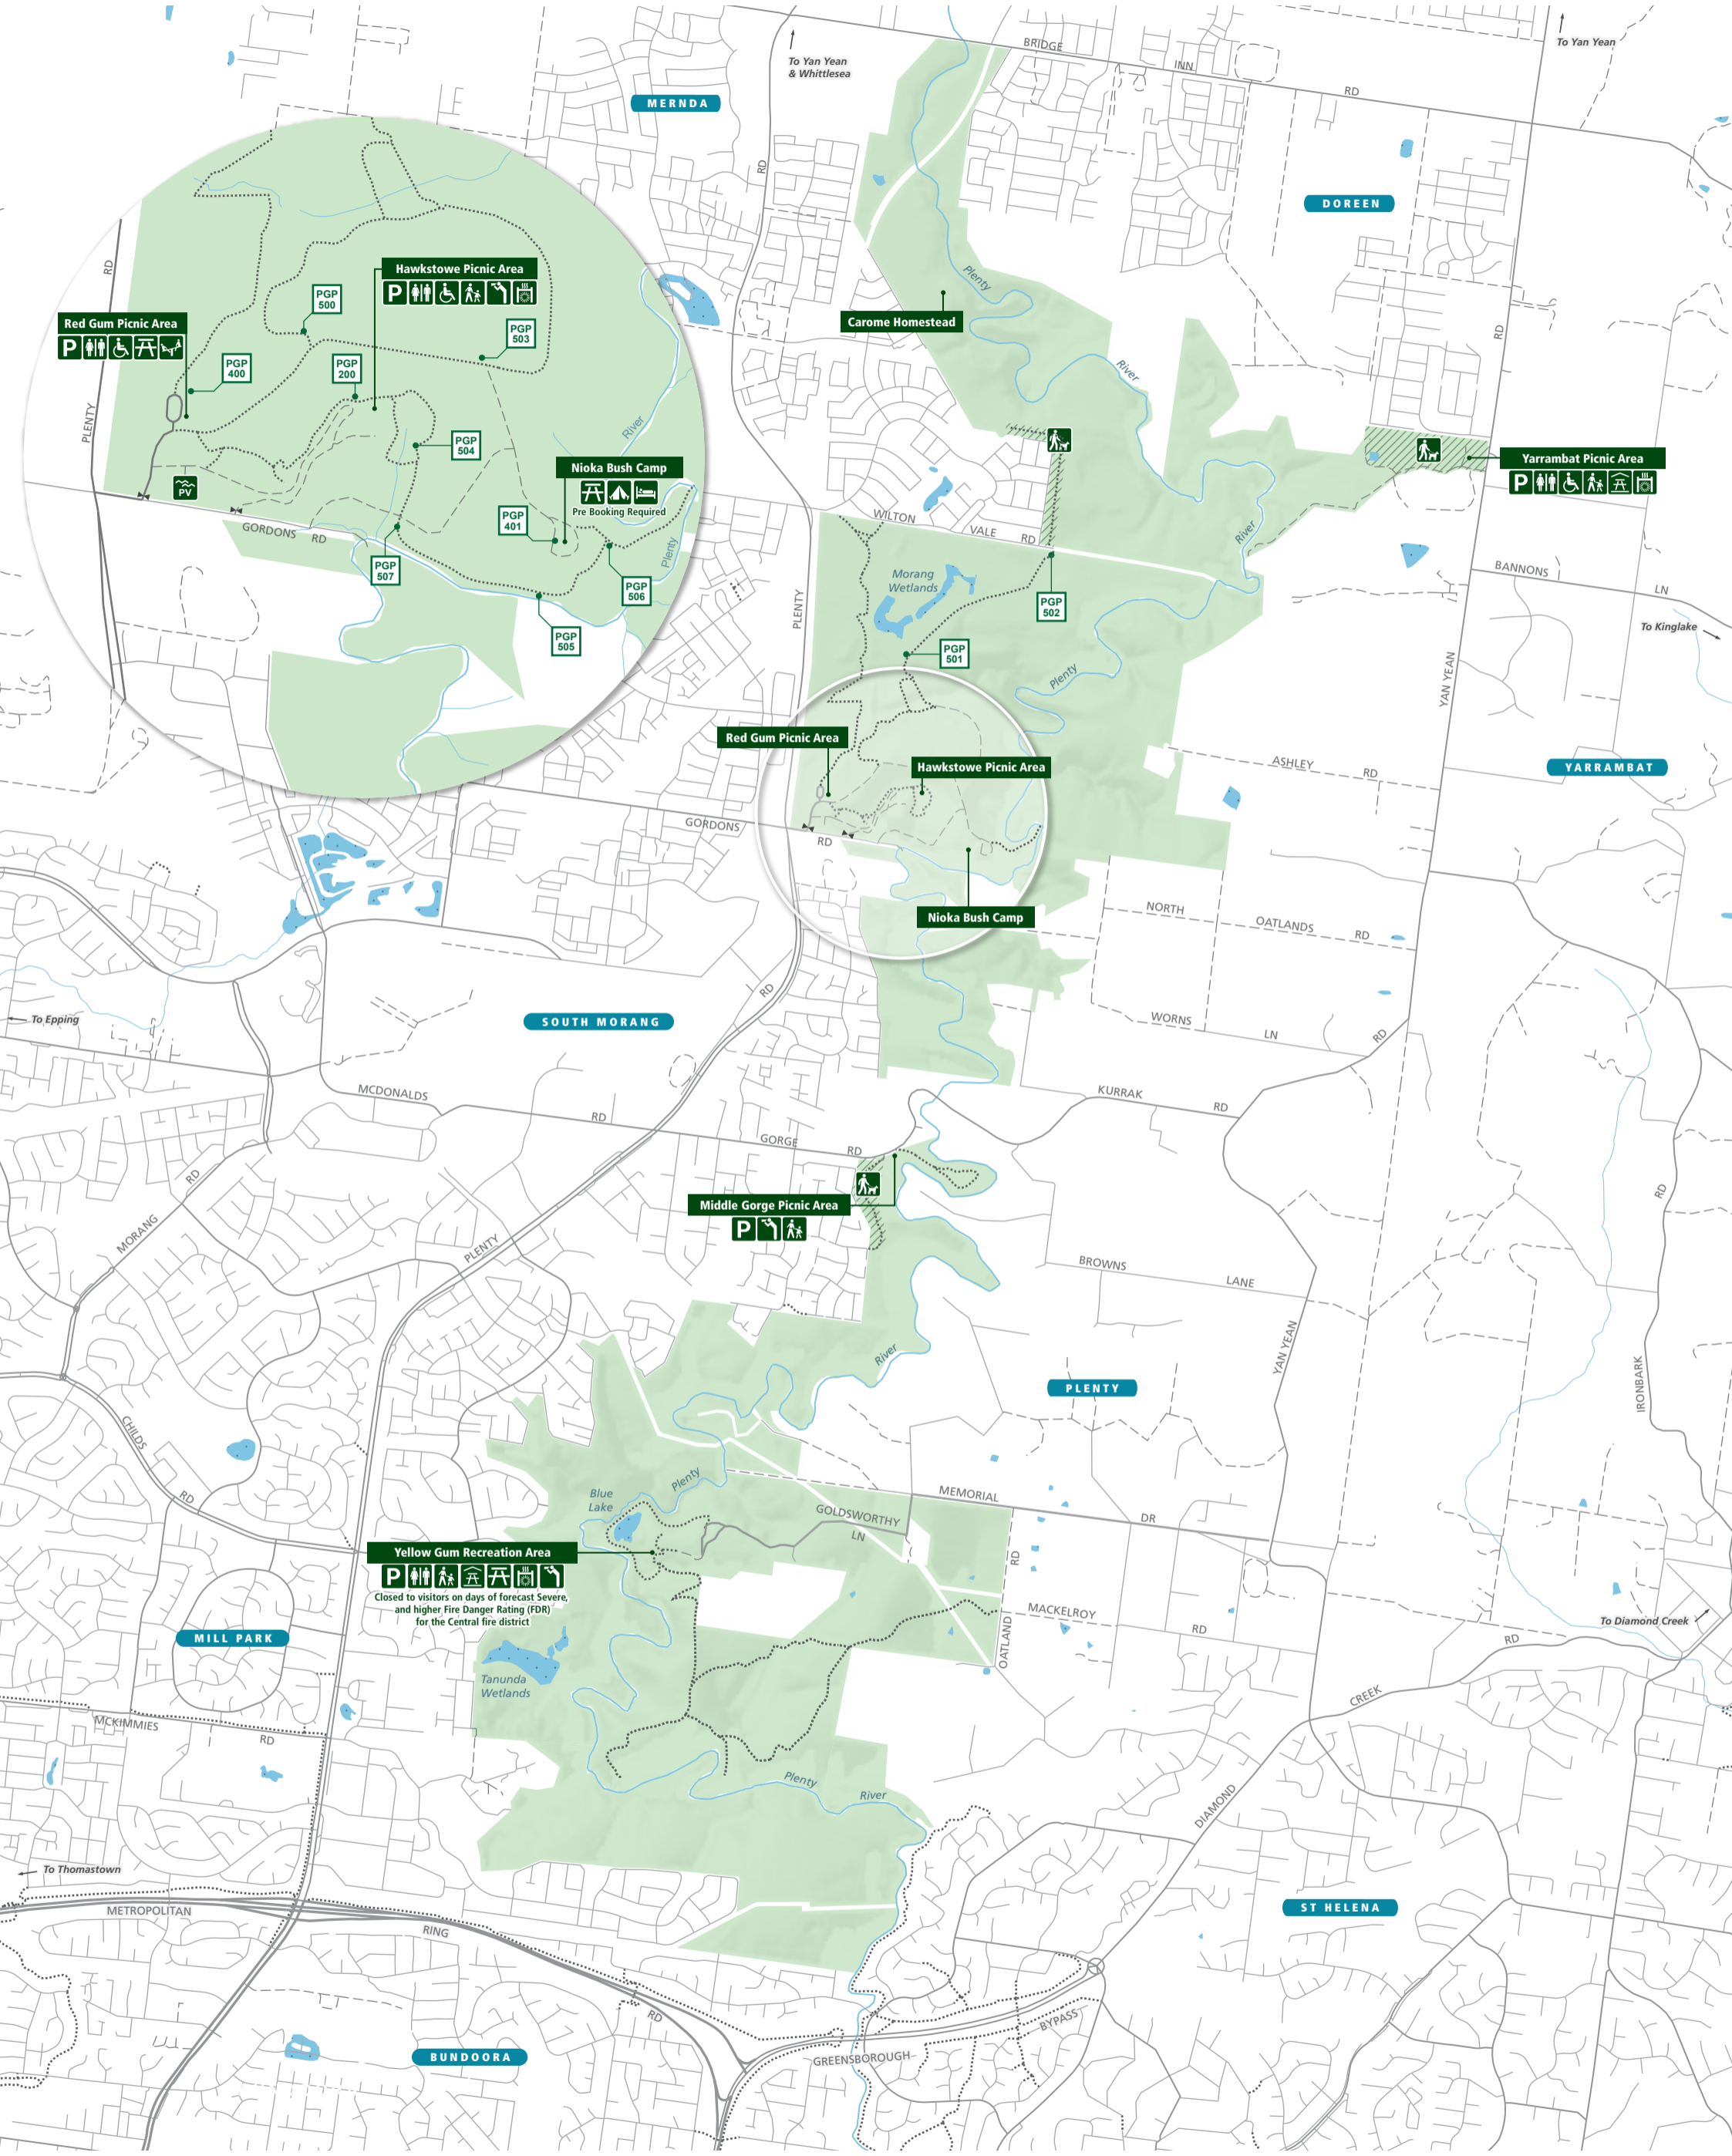 To Yan Yean
& Whittlesea
BRIDGE
INN
RD
To Yan Yean
MERNDA
RD
DOREEN
Plenty
Carome Homestead
River
RD
Hawkstowe Picnic Area
P
RD
PGP
500
Red Gum Picnic Area
P
PGP
503
PGP
400
PGP
200
PLENTY
River
PGP
504
Nioka Bush Camp
Pre Booking Required
PV
PGP
401
GORDONS
RD
Plenty
PGP
507
PGP
506
PGP
505
Yarrambat Picnic Area
P
WILTON
VALE
RD
River
Morang
Wetlands
BANNONS
LN
To Kinglake
PLENTY
PGP
502
PGP
501
Plenty
YAN YEAN
Red Gum Picnic Area
Hawkstowe Picnic Area
ASHLEY
RD
YARRAMBAT
GORDONS
RD
Nioka Bush Camp
NORTH
OATLANDS
RD
RD
To Epping
SOUTH MORANG
WORNS
LN
RD
MCDONALDS
RD
KURRAK
RD
GORGE
RD
RD
MORANG
Middle Gorge Picnic Area
P
RD
PLENTY
BROWNS
LANE
River
YAN YEAN
PLENTY
IRONBARK
CHILDS
RD
Blue
Lake
Plenty
MEMORIAL
DR
GOLDSWORTHY
LN
Yellow Gum Recreation Area
P
Closed to visitors on days of forecast Severe,
and higher Fire Danger Rating (FDR)
for the Central fire district
RD
MACKELROY
RD
OATLAND
To Diamond Creek
MILL PARK
RD
Tanunda
Wetlands
CREEK
MCKIMMIES
RD
Plenty
River
DIAMOND
To Thomastown
METROPOLITAN
RING
RD
ST HELENA
BYPASS
GREENSBOROUGH
BUNDOORA